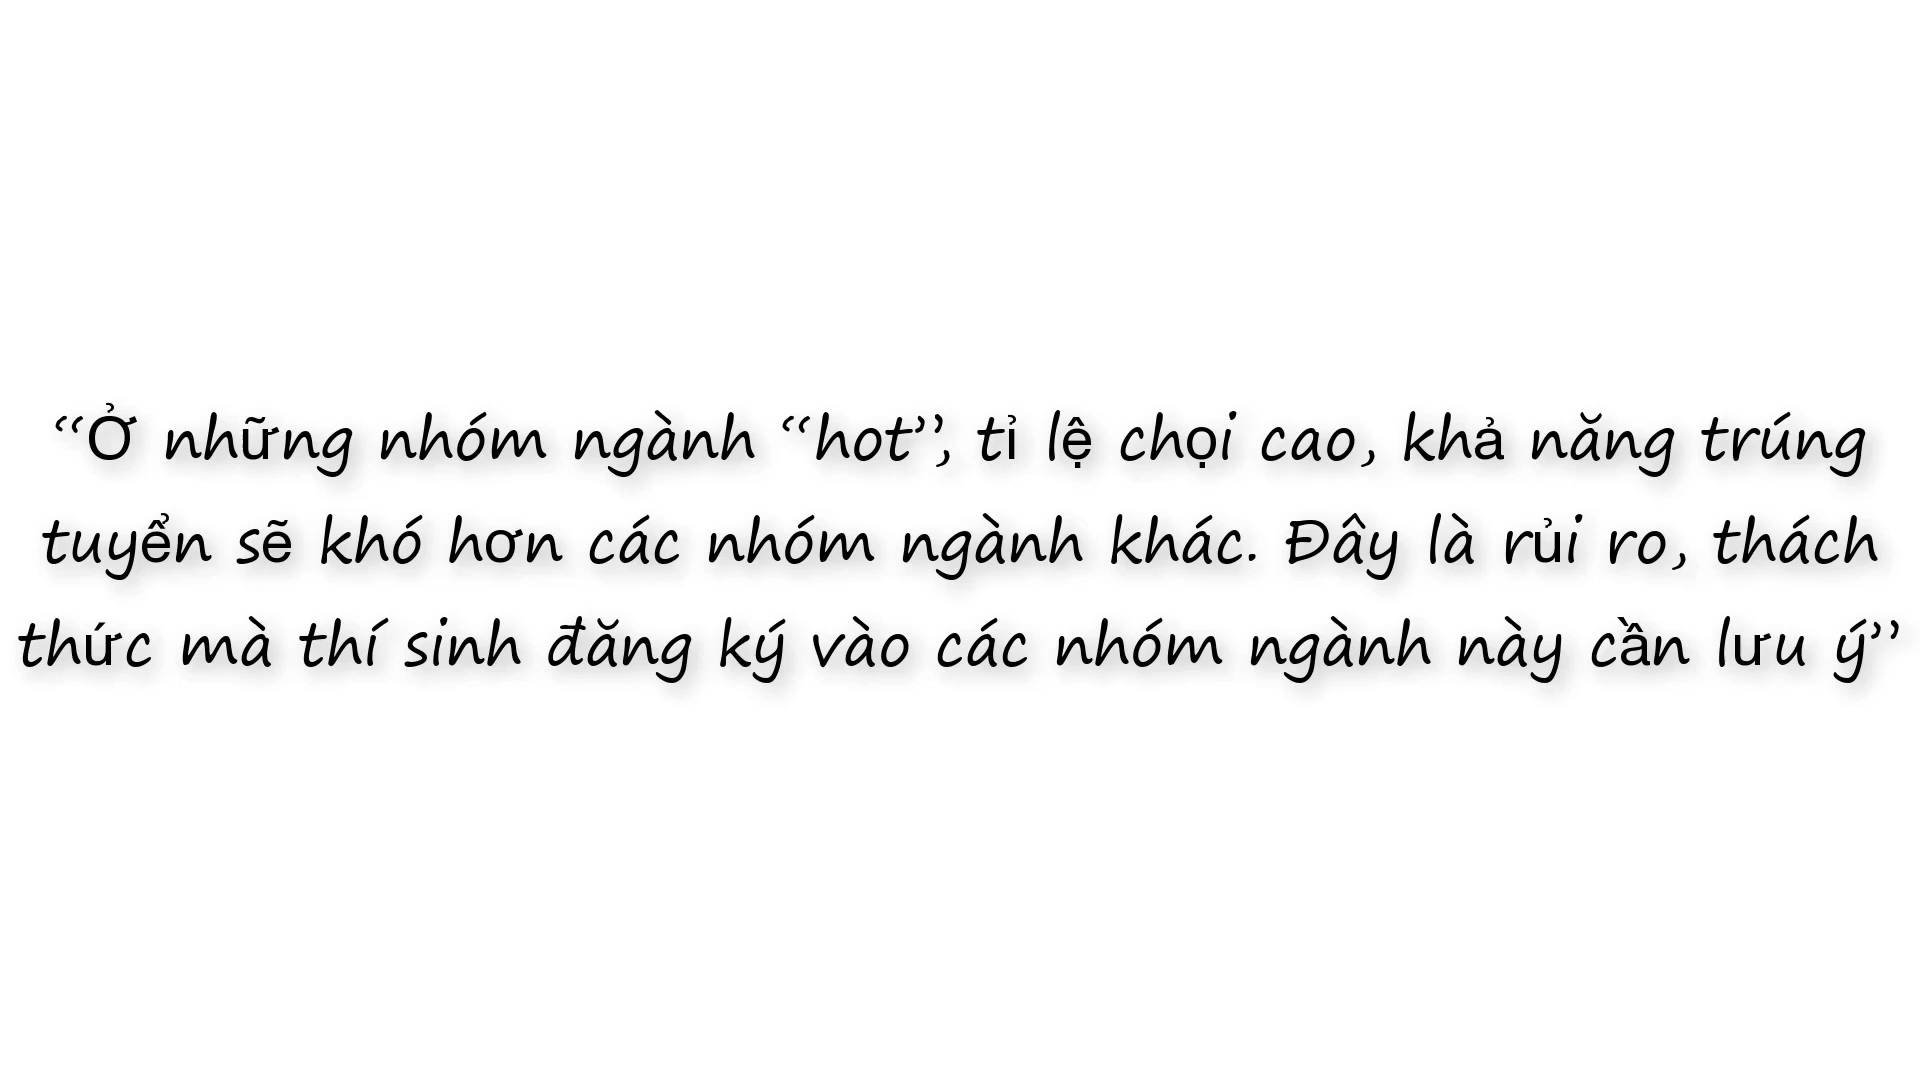 “Ở những nhóm ngành “hot”, tỉ lệ chọi cao, khả năng trúng
tuyển sẽ khó hơn các nhóm ngành khác. Đây là rủi ro, thách
thức mà thí sinh đăng ký vào các nhóm ngành này cần lưu ý”